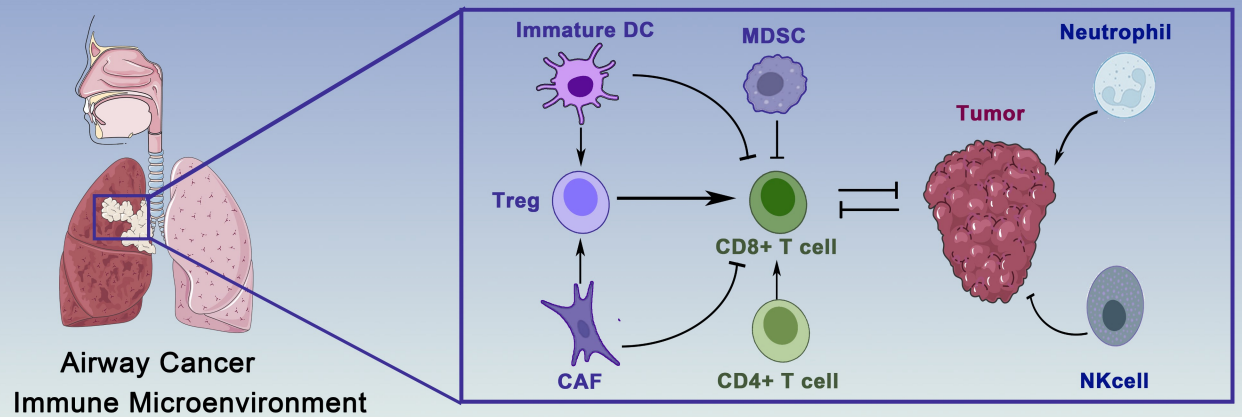 Immature DC
MDSC
Neutrophil
Tumor
Treg
CD8+ T cell
CAF
CD4+ T cell
NKcell
Airway Cancer
Immune Microenvironment